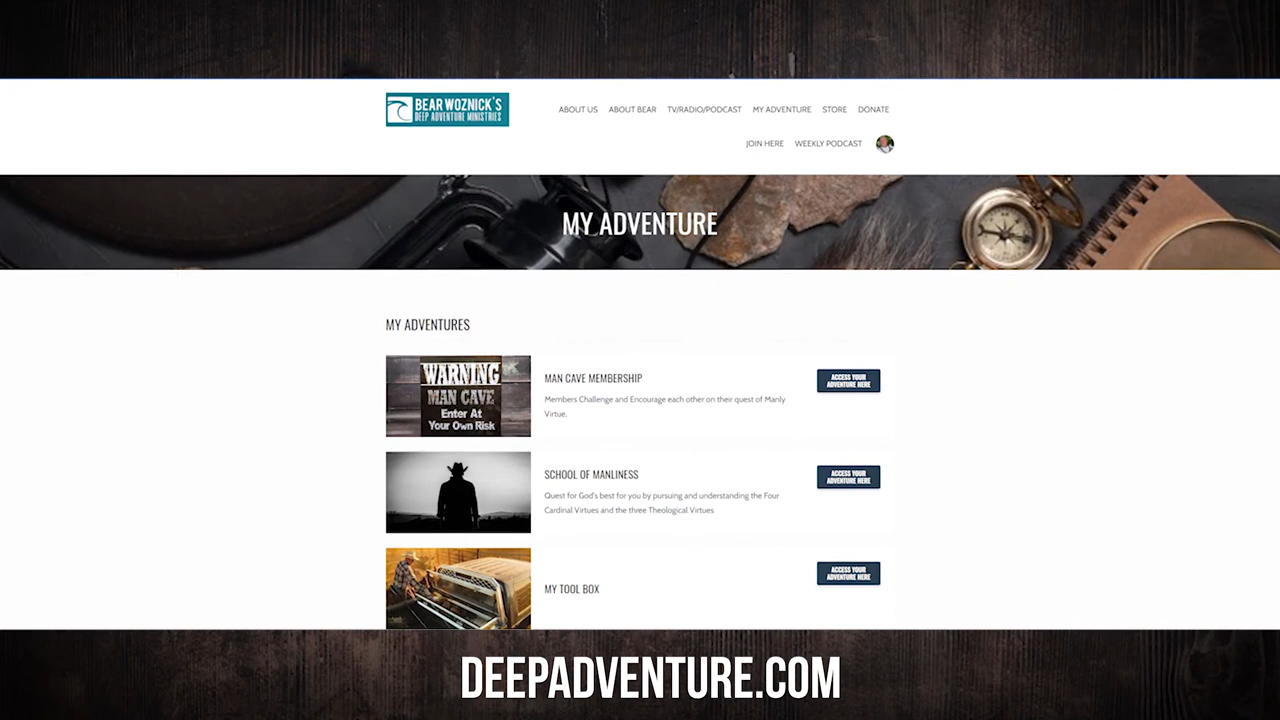 BEAR WOZNICK'S
DEEP ADVENTURE MINISTRIES
ABOUT US ABOUT BEAR TV/RADIO/PODCAST MY ADVENTURE STORE DONATE
JOIN HERE WEEKLY PODCAST
MY ADVENTURE
MY ADVENTURES
WARNING
MAN CAVE
Enter At
Your Own Risk
MAN CAVE MEMBERSHIP
Members Challenge and Encourage each other on their quest of Manly
Virtue.
ACCESS YOUR
ADVENTURE HERE
SCHOOL OF MANLINESS
Quest for God's best for you by pursuing and understanding the Four
Cardinal Virtues and the three Theological Virtues
ACCESS YOUR
ADVENTURE HERE
MY TOOL BOX
ACCESS YOUR
ADVENTURE HERE
DEEPADVENTURE.COM